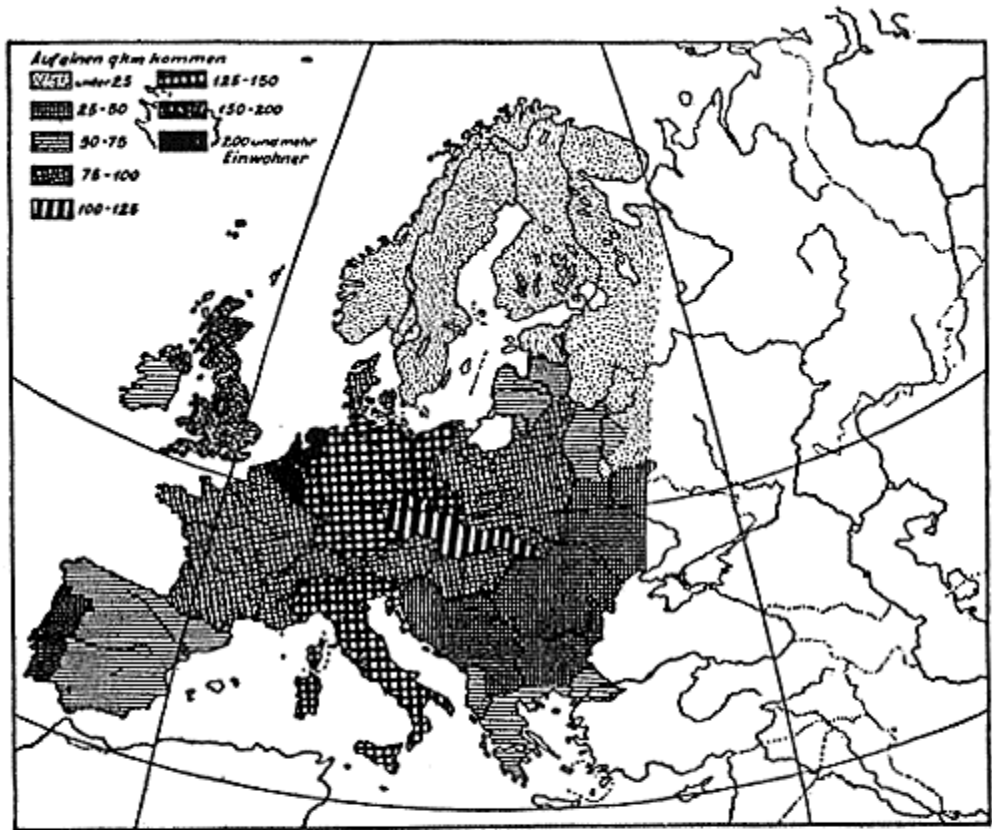 Auf einen qkm kommen
unter 25
25-50
50-75
75-100
100-125
125-150
150-200
200 und mehr
Einwohner